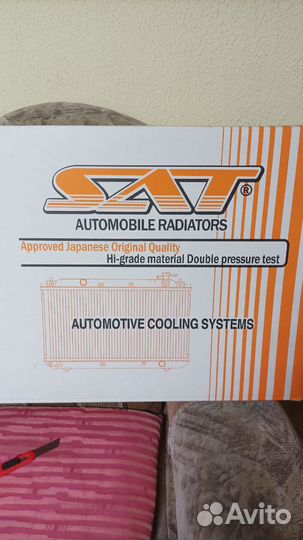 SAT®
AUTOMOBILE RADIATORS
Approved Japanese Original Quality
Hi-grade material Double pressure test
AUTOMOTIVE COOLING SYSTEMS
Avito